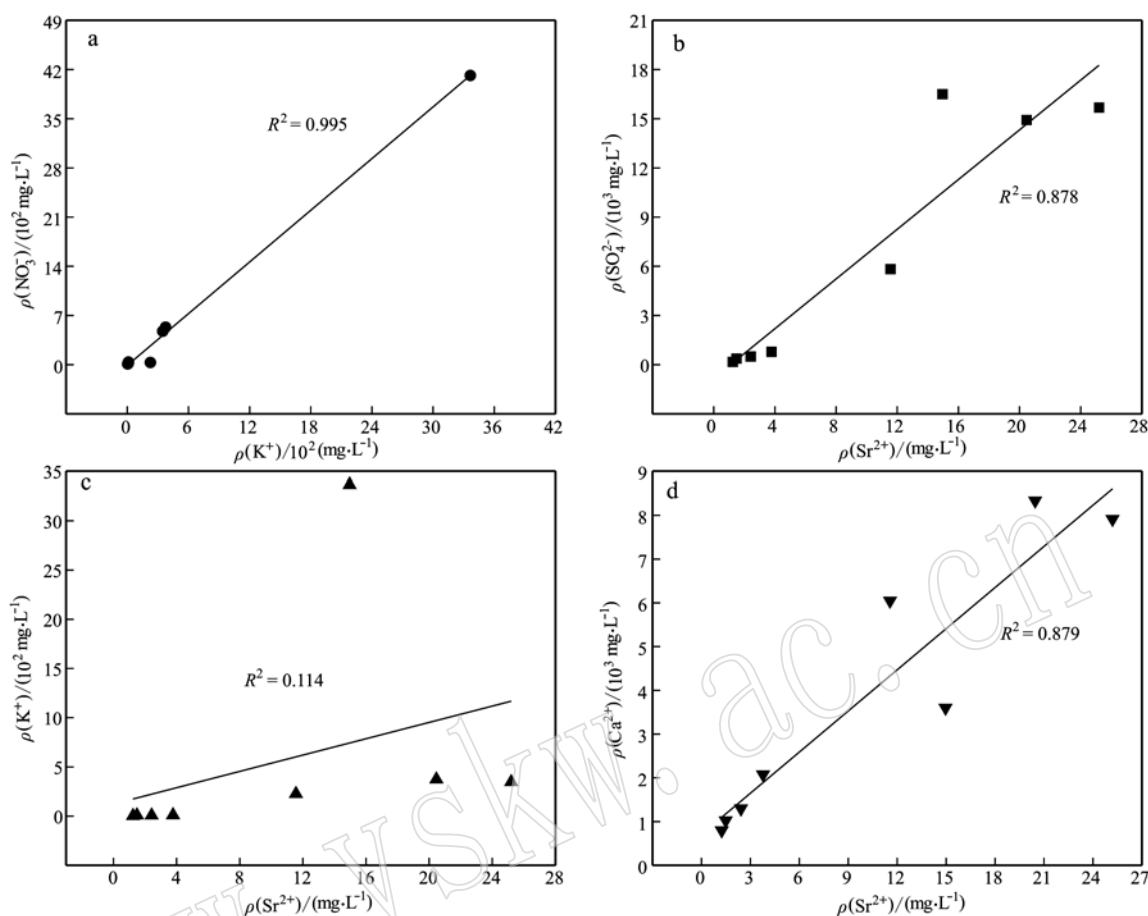 a
49
42
35
28
21
14
7
0
ρ(NO₃⁻)/(10² mg·L⁻¹)
R² = 0.995
0 6 12 18 24 30 36 42
ρ(K⁺)/10² (mg·L⁻¹)
b
21
18
15
12
9
6
3
0
ρ(SO₄²⁻)/(10³ mg·L⁻¹)
R² = 0.878
0 4 8 12 16 20 24 28
ρ(Sr²⁺)/(mg·L⁻¹)
c
35
30
25
20
15
10
5
0
ρ(K⁺)/(10² mg·L⁻¹)
R² = 0.114
0 4 8 12 16 20 24 28
ρ(Sr²⁺)/(mg·L⁻¹)
d
9
8
7
6
5
4
3
2
1
0
ρ(Ca²⁺)/(10³ mg·L⁻¹)
R² = 0.879
0 3 6 9 12 15 18 21 24 27
ρ(Sr²⁺)/(mg·L⁻¹)
www.yskw.ac.cn